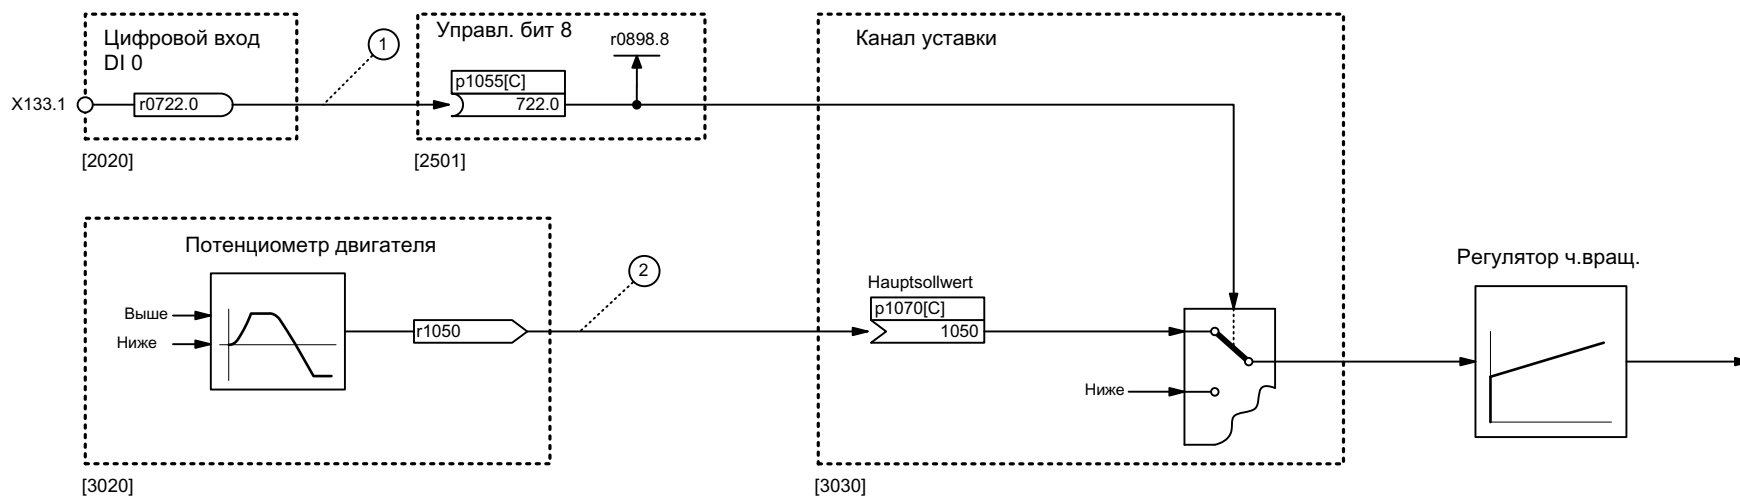 Цифровой вход
DI 0
X133.1
r0722.0
[2020]
1
Управл. бит 8
p1055[C]
722.0
r0898.8
[2501]
Потенциометр двигателя
Выше
Ниже
r1050
[3020]
2
Канал уставки
Hauptsollwert
p1070[C]
1050
Ниже
[3030]
Регулятор ч.вращ.